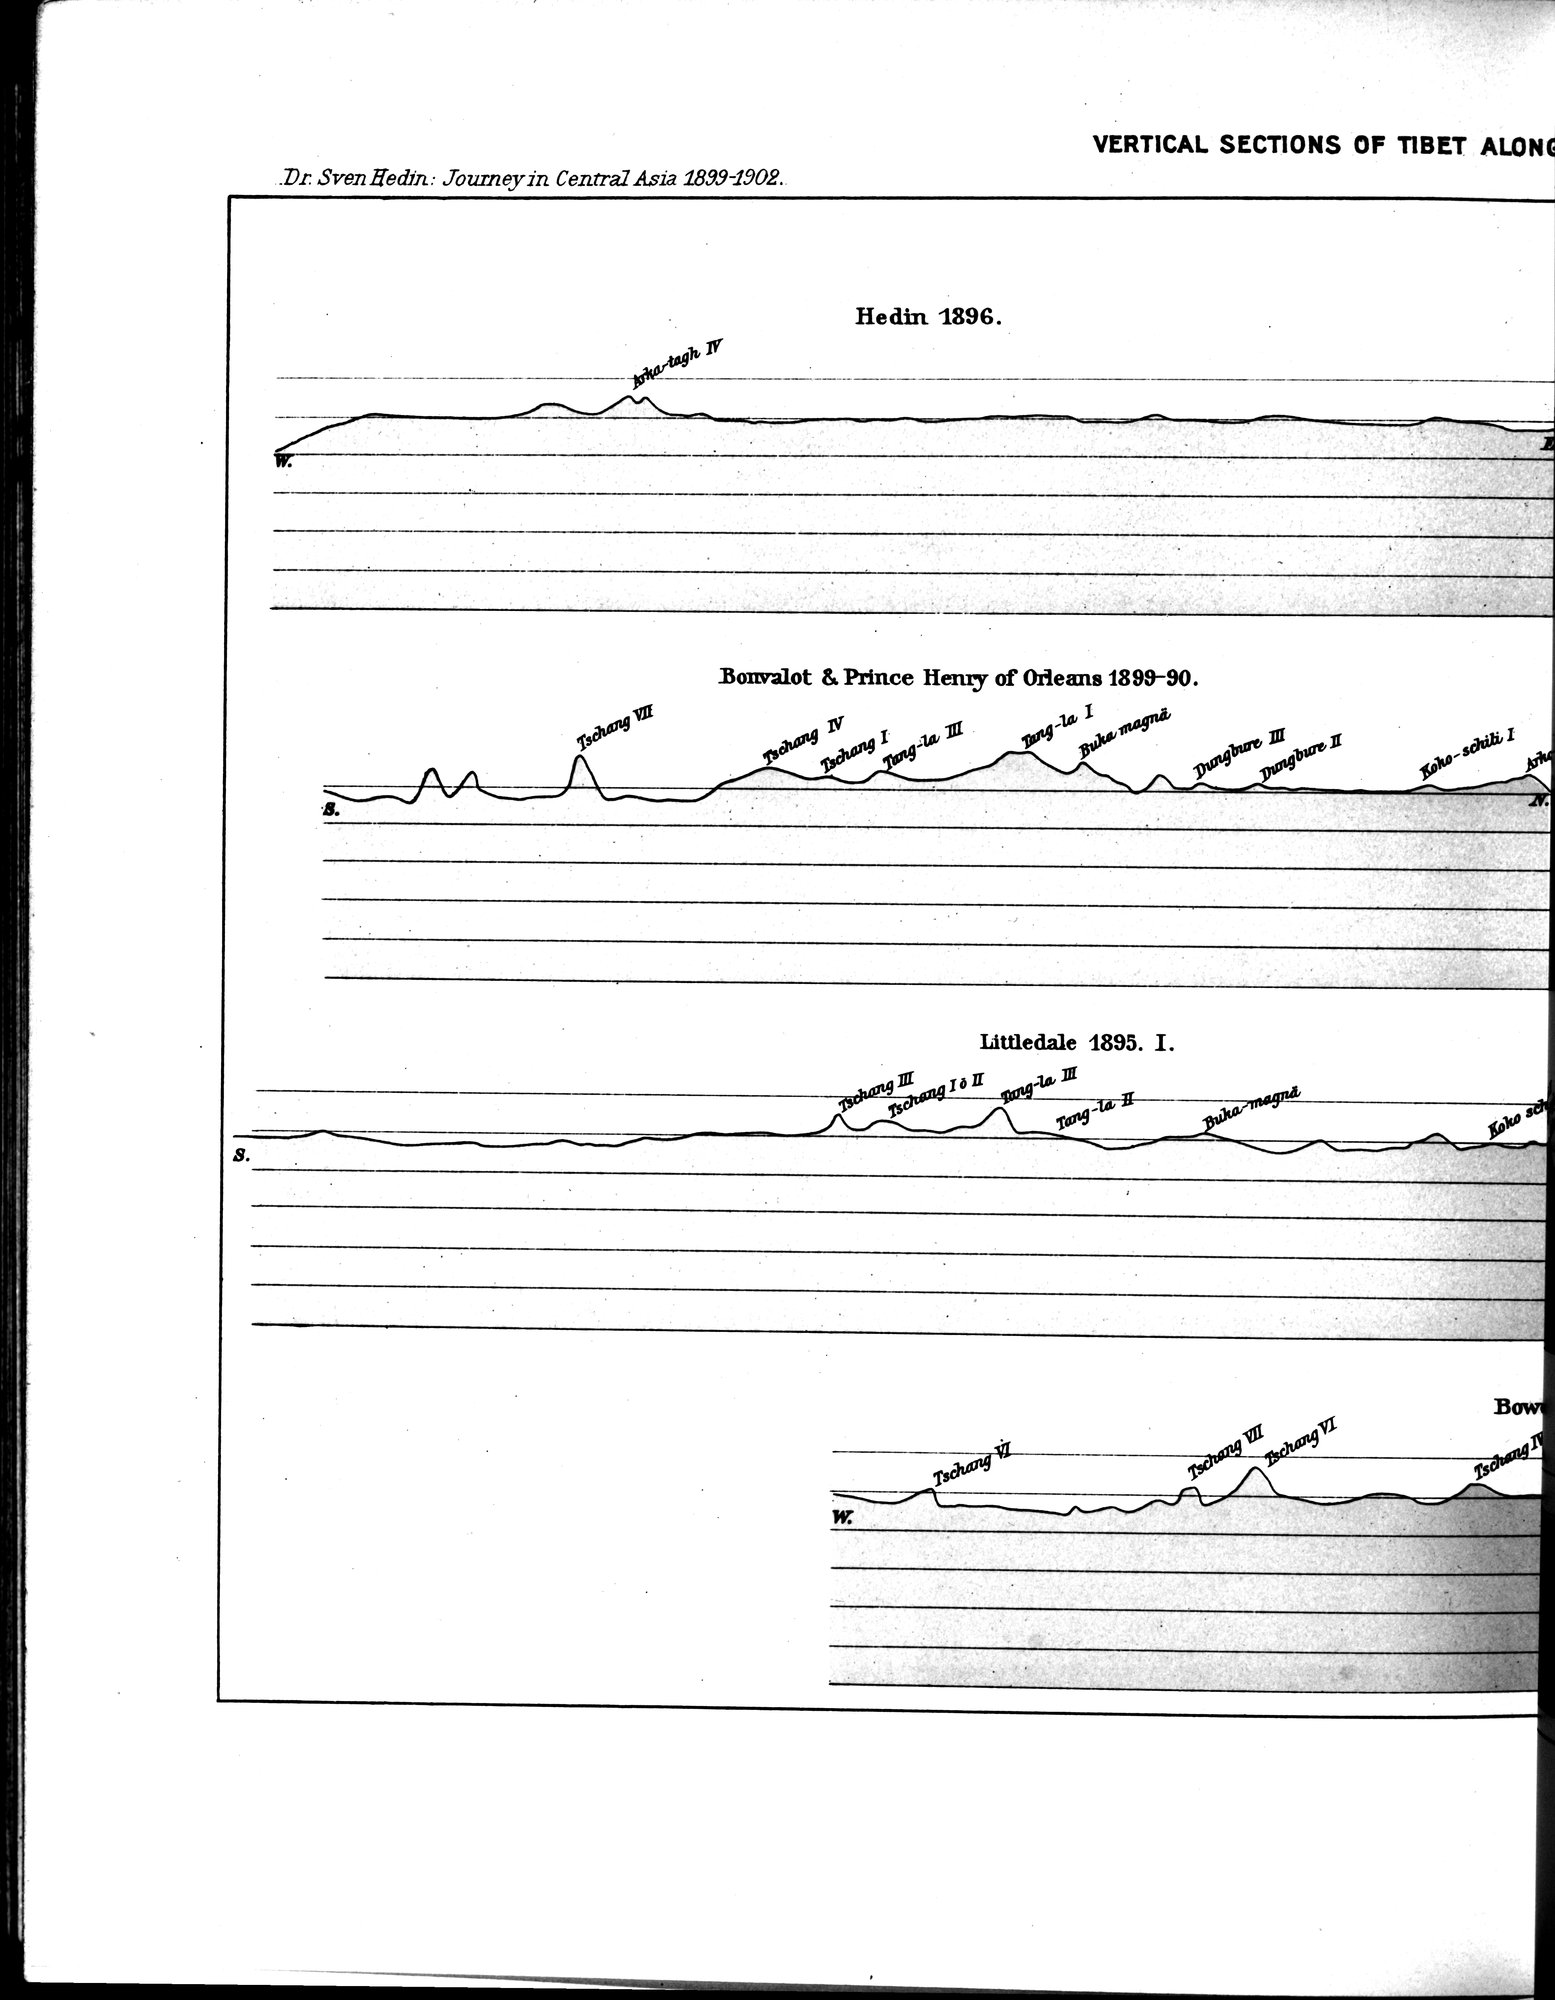 VERTICAL SECTIONS OF TIBET ALONG
Dr. Sven Hedin: Journey in Central Asia 1899-1902.
Hedin 1896.
Arka-tagh IV
W.
Bonvalot & Prince Henry of Orleans 1899-90.
Tschang VII
Tschang IV
Tschang I
Tang-la III
Tang-la I
Buka magnä
Dungbure III
Dungbure II
Koko-schili I
S.
N.
Littledale 1895. I.
Tschang III
Tschang I ö II
Tang-la III
Tang-la II
Buka-magnä
Koko sch
S.
Bow
Tschang VI
Tschang VII
Tschang VI
Tschang IV
W.